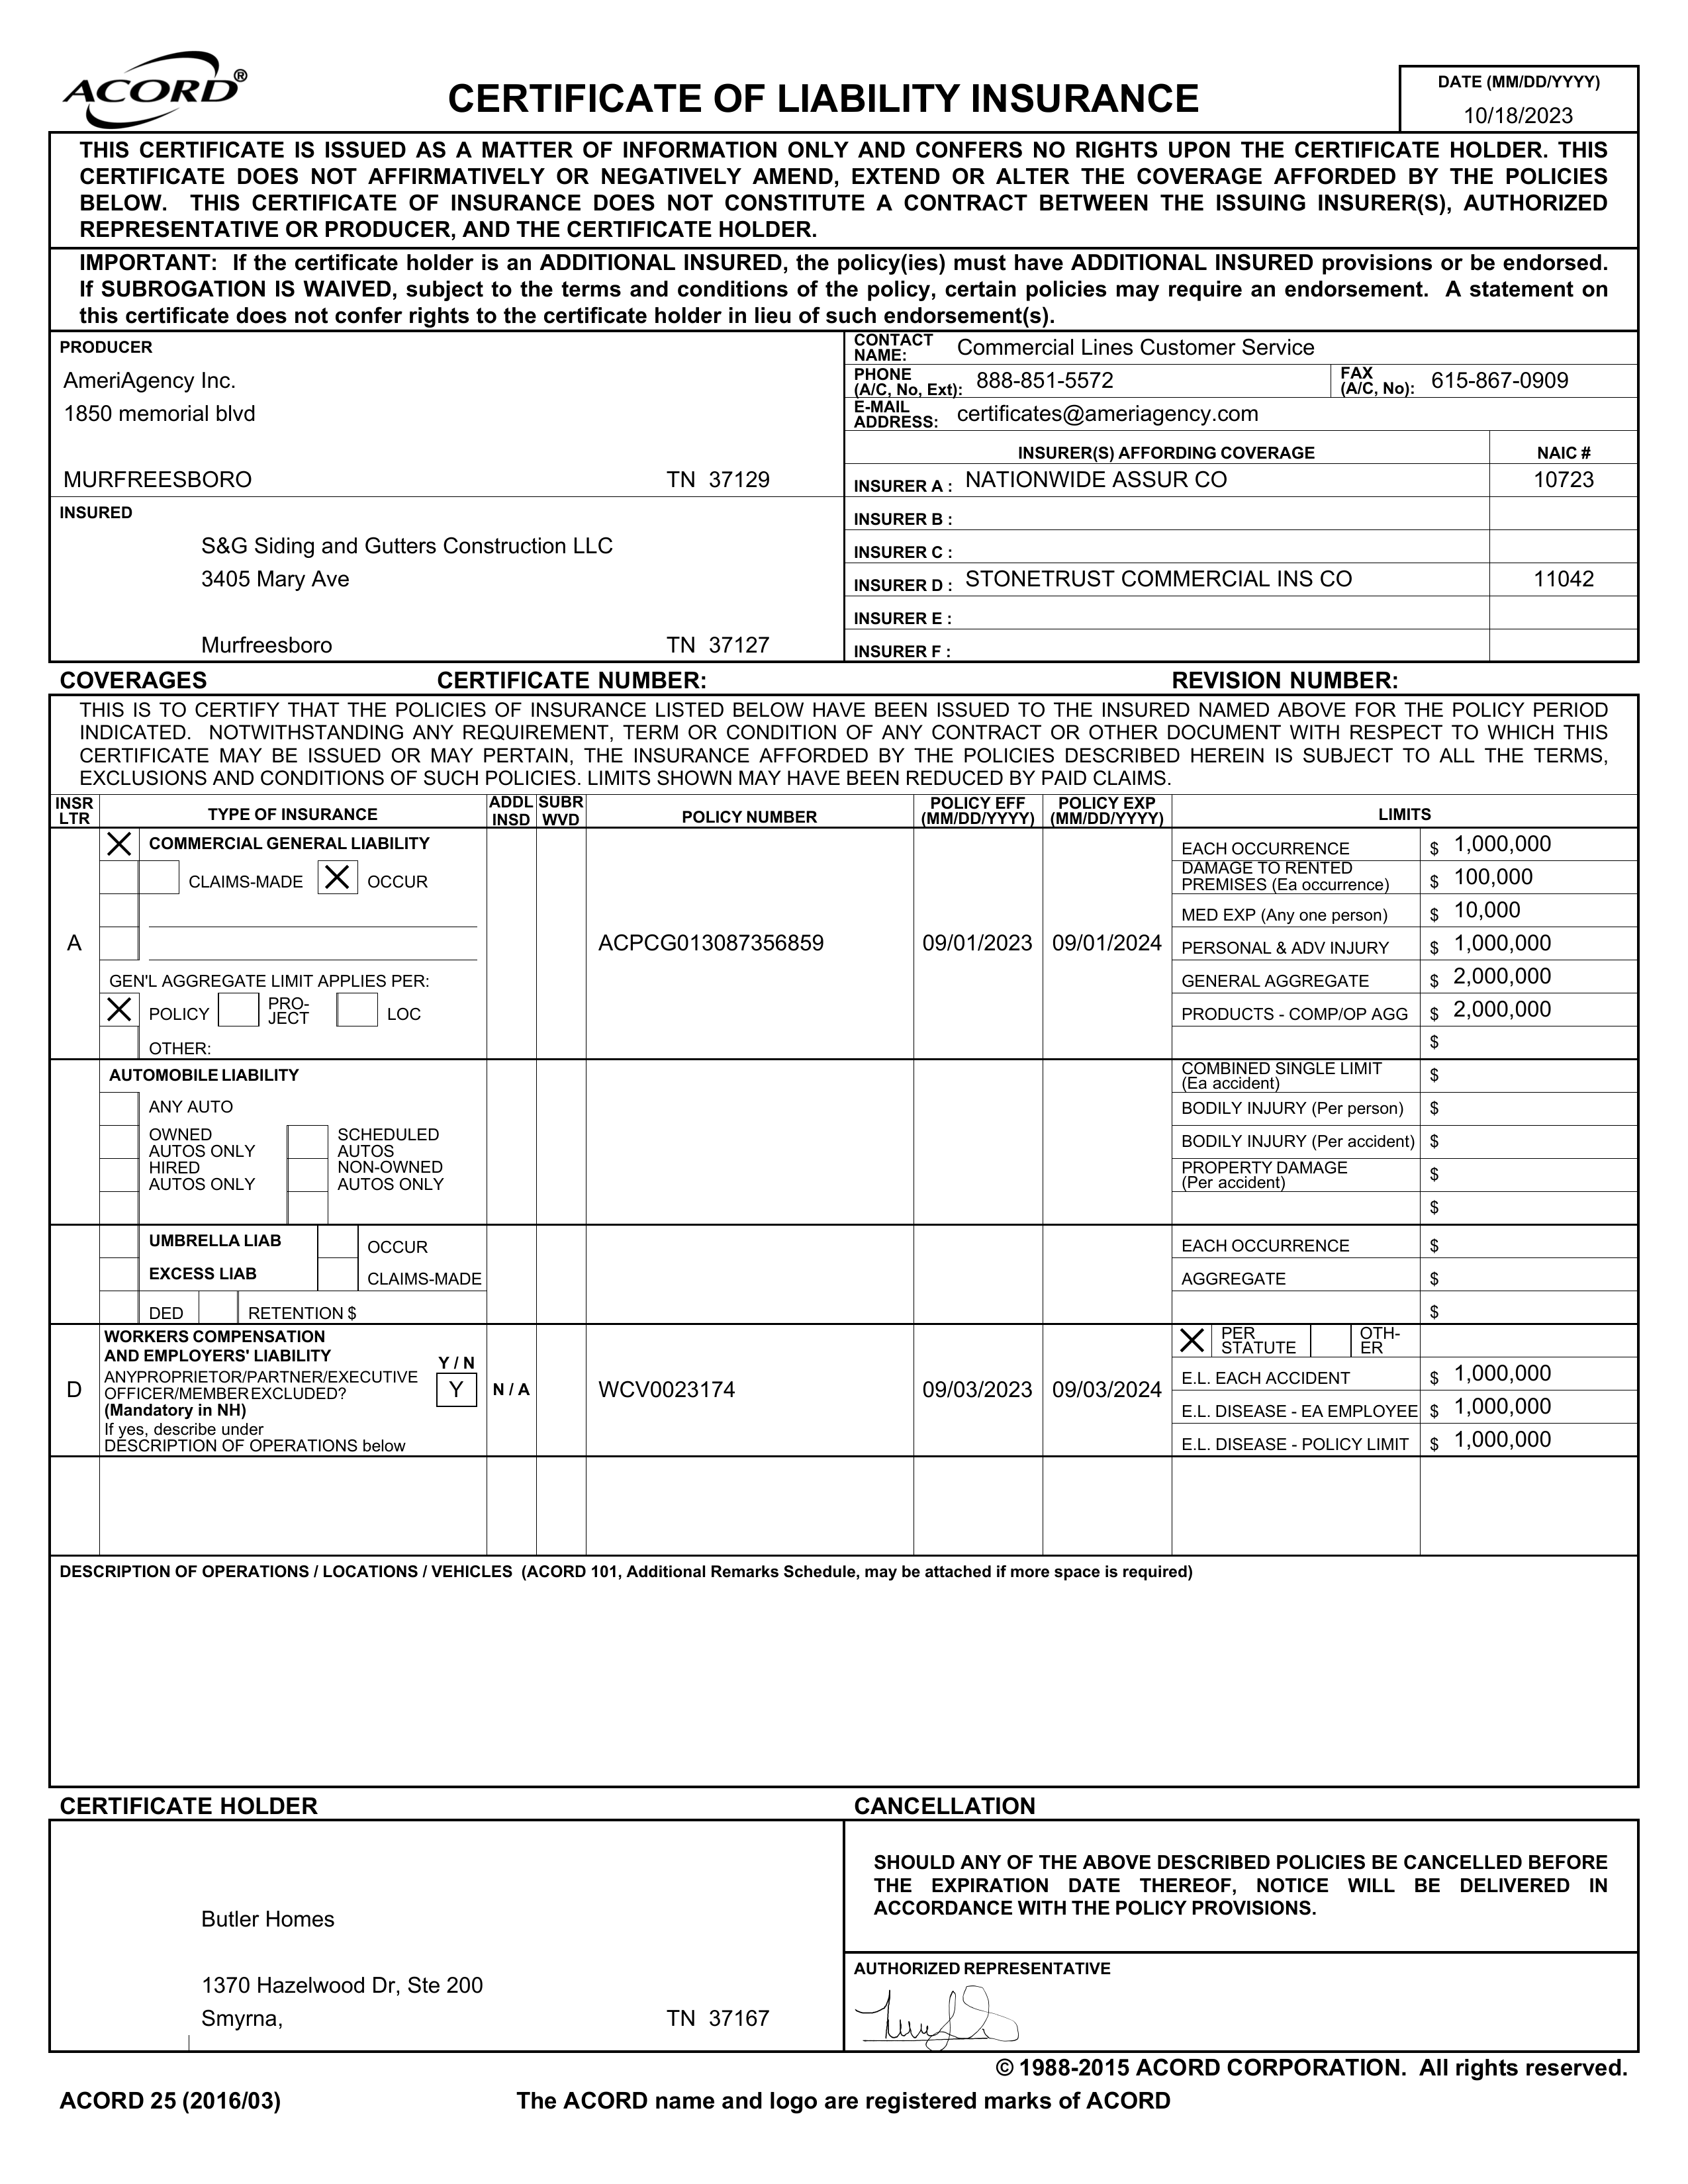 ACORD®
CERTIFICATE OF LIABILITY INSURANCE
DATE (MM/DD/YYYY)
10/18/2023
THIS CERTIFICATE IS ISSUED AS A MATTER OF INFORMATION ONLY AND CONFERS NO RIGHTS UPON THE CERTIFICATE HOLDER. THIS
CERTIFICATE DOES NOT AFFIRMATIVELY OR NEGATIVELY AMEND, EXTEND OR ALTER THE COVERAGE AFFORDED BY THE POLICIES
BELOW. THIS CERTIFICATE OF INSURANCE DOES NOT CONSTITUTE A CONTRACT BETWEEN THE ISSUING INSURER(S), AUTHORIZED
REPRESENTATIVE OR PRODUCER, AND THE CERTIFICATE HOLDER.
IMPORTANT: If the certificate holder is an ADDITIONAL INSURED, the policy(ies) must have ADDITIONAL INSURED provisions or be endorsed.
If SUBROGATION IS WAIVED, subject to the terms and conditions of the policy, certain policies may require an endorsement. A statement on
this certificate does not confer rights to the certificate holder in lieu of such endorsement(s).
PRODUCER
AmeriAgency Inc.
1850 memorial blvd
MURFREESBORO TN 37129
CONTACT NAME: Commercial Lines Customer Service
PHONE (A/C, No, Ext): 888-851-5572 FAX (A/C, No): 615-867-0909
E-MAIL ADDRESS: certificates@ameriagency.com
INSURER(S) AFFORDING COVERAGE NAIC #
INSURER A : NATIONWIDE ASSUR CO 10723
INSURED
S&G Siding and Gutters Construction LLC
3405 Mary Ave
Murfreesboro TN 37127
INSURER B :
INSURER C :
INSURER D : STONETRUST COMMERCIAL INS CO 11042
INSURER E :
INSURER F :
COVERAGES CERTIFICATE NUMBER: REVISION NUMBER:
THIS IS TO CERTIFY THAT THE POLICIES OF INSURANCE LISTED BELOW HAVE BEEN ISSUED TO THE INSURED NAMED ABOVE FOR THE POLICY PERIOD
INDICATED. NOTWITHSTANDING ANY REQUIREMENT, TERM OR CONDITION OF ANY CONTRACT OR OTHER DOCUMENT WITH RESPECT TO WHICH THIS
CERTIFICATE MAY BE ISSUED OR MAY PERTAIN, THE INSURANCE AFFORDED BY THE POLICIES DESCRIBED HEREIN IS SUBJECT TO ALL THE TERMS,
EXCLUSIONS AND CONDITIONS OF SUCH POLICIES. LIMITS SHOWN MAY HAVE BEEN REDUCED BY PAID CLAIMS.
INSR LTR TYPE OF INSURANCE ADDL INSD SUBR WVD POLICY NUMBER POLICY EFF (MM/DD/YYYY) POLICY EXP (MM/DD/YYYY) LIMITS
X COMMERCIAL GENERAL LIABILITY
CLAIMS-MADE X OCCUR
A
ACPCG013087356859 09/01/2023 09/01/2024
GEN'L AGGREGATE LIMIT APPLIES PER:
X POLICY PRO-JECT LOC
OTHER:
EACH OCCURRENCE $ 1,000,000
DAMAGE TO RENTED PREMISES (Ea occurrence) $ 100,000
MED EXP (Any one person) $ 10,000
PERSONAL & ADV INJURY $ 1,000,000
GENERAL AGGREGATE $ 2,000,000
PRODUCTS - COMP/OP AGG $ 2,000,000
$
AUTOMOBILE LIABILITY
ANY AUTO
OWNED AUTOS ONLY SCHEDULED AUTOS
HIRED AUTOS ONLY NON-OWNED AUTOS ONLY
COMBINED SINGLE LIMIT (Ea accident) $
BODILY INJURY (Per person) $
BODILY INJURY (Per accident) $
PROPERTY DAMAGE (Per accident) $
$
UMBRELLA LIAB OCCUR
EXCESS LIAB CLAIMS-MADE
DED RETENTION $
EACH OCCURRENCE $
AGGREGATE $
$
WORKERS COMPENSATION
AND EMPLOYERS' LIABILITY
Y / N
ANYPROPRIETOR/PARTNER/EXECUTIVE
OFFICER/MEMBER EXCLUDED?
(Mandatory in NH)
If yes, describe under
DESCRIPTION OF OPERATIONS below
D Y N / A WCV0023174 09/03/2023 09/03/2024
X PER STATUTE OTH-ER
E.L. EACH ACCIDENT $ 1,000,000
E.L. DISEASE - EA EMPLOYEE $ 1,000,000
E.L. DISEASE - POLICY LIMIT $ 1,000,000
DESCRIPTION OF OPERATIONS / LOCATIONS / VEHICLES (ACORD 101, Additional Remarks Schedule, may be attached if more space is required)
CERTIFICATE HOLDER
Butler Homes
1370 Hazelwood Dr, Ste 200
Smyrna, TN 37167
CANCELLATION
SHOULD ANY OF THE ABOVE DESCRIBED POLICIES BE CANCELLED BEFORE
THE EXPIRATION DATE THEREOF, NOTICE WILL BE DELIVERED IN
ACCORDANCE WITH THE POLICY PROVISIONS.
AUTHORIZED REPRESENTATIVE
© 1988-2015 ACORD CORPORATION. All rights reserved.
ACORD 25 (2016/03) The ACORD name and logo are registered marks of ACORD